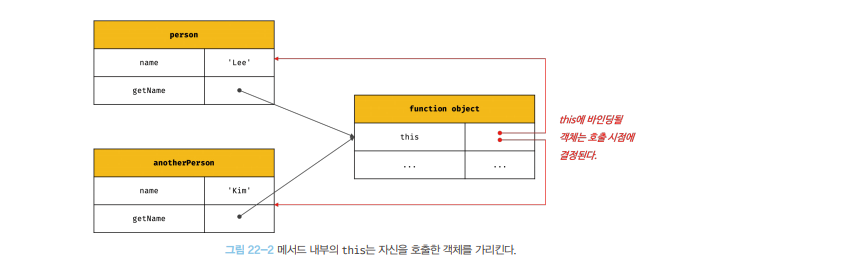 person
name 'Lee'
getName
function object
this
... ...
this에 바인딩될
객체는 호출 시점에
결정된다.
anotherPerson
name 'Kim'
getName
그림 22-2 메서드 내부의 this는 자신을 호출한 객체를 가리킨다.